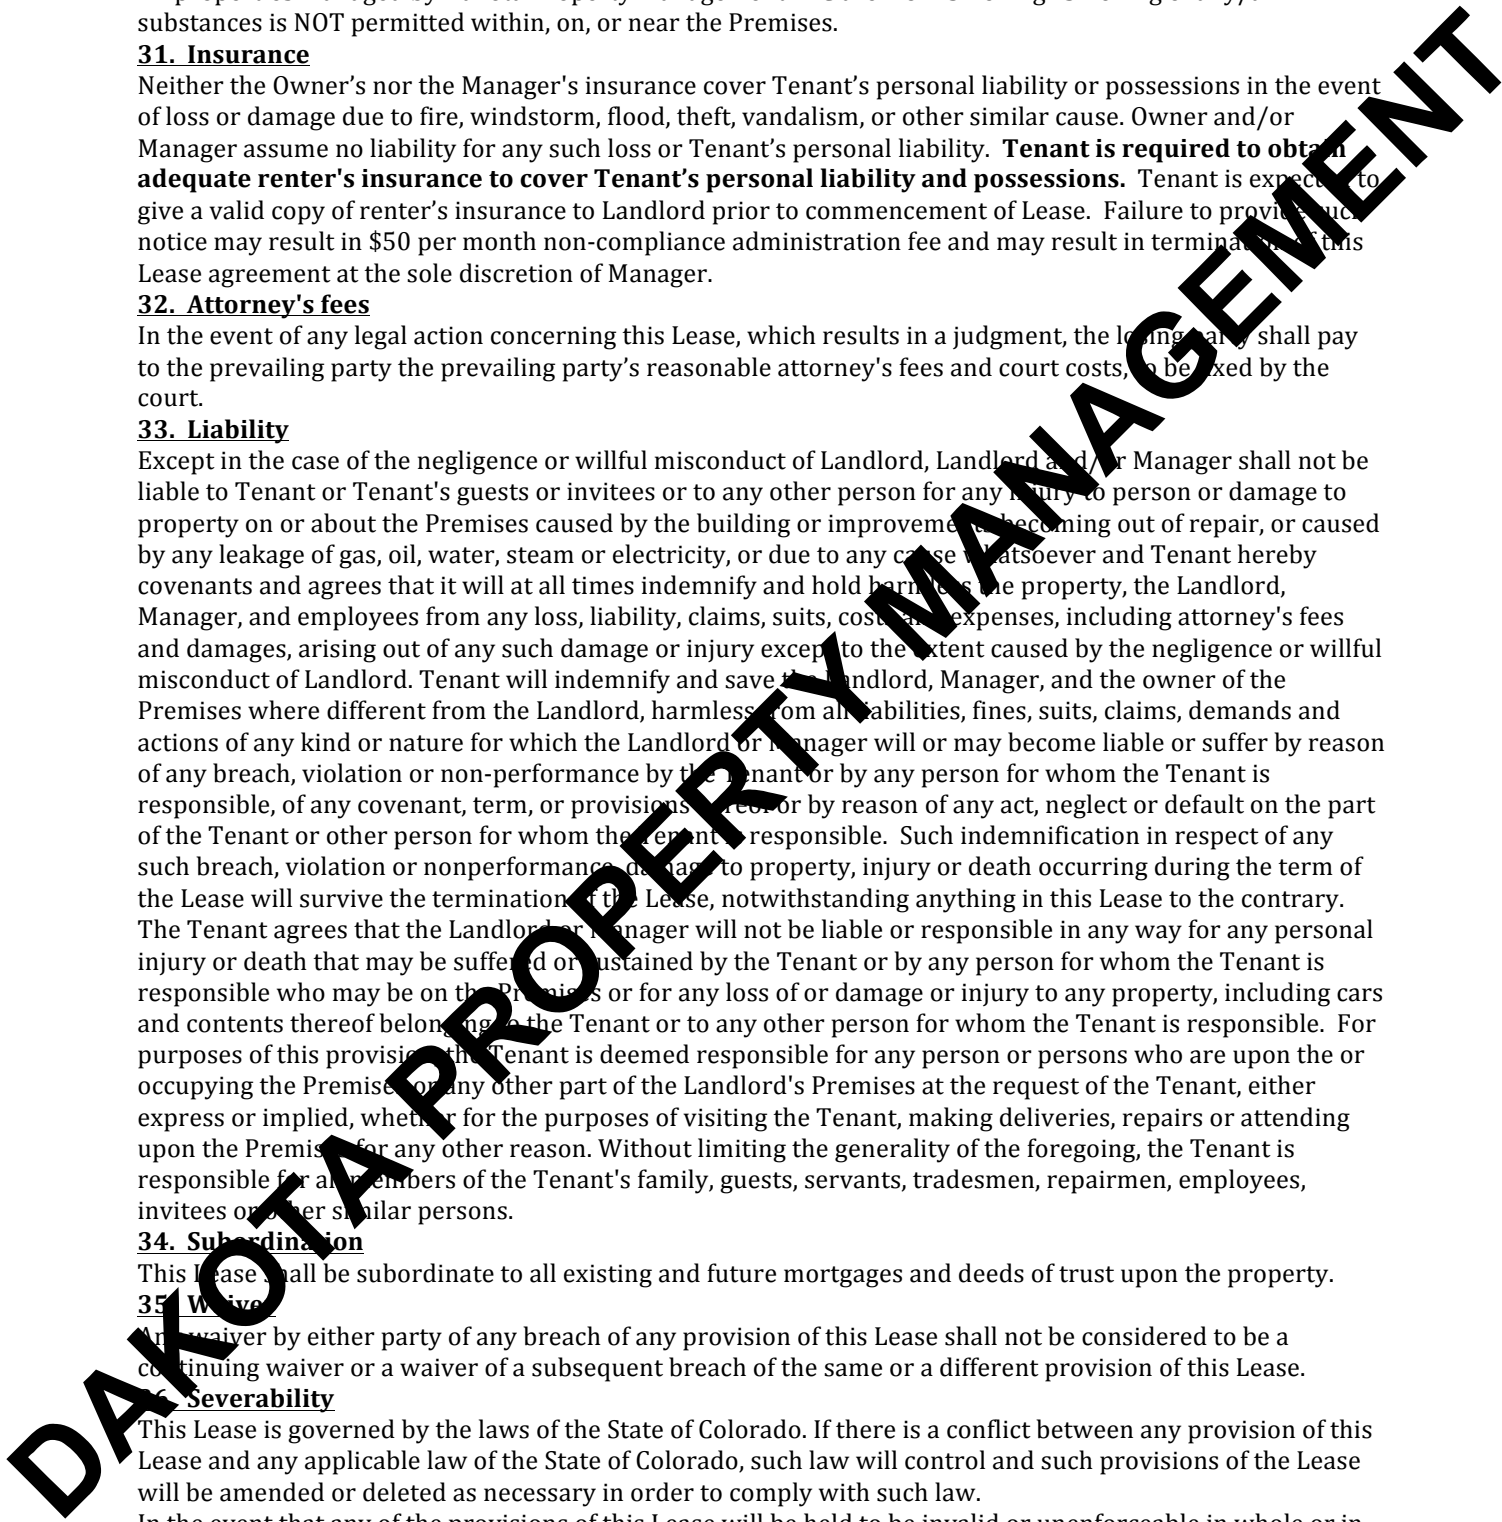 substances is NOT permitted within, on, or near the Premises.
31. Insurance
Neither the Owner’s nor the Manager's insurance cover Tenant’s personal liability or possessions in the event
of loss or damage due to fire, windstorm, flood, theft, vandalism, or other similar cause. Owner and/or
Manager assume no liability for any such loss or Tenant’s personal liability. Tenant is required to obtain
adequate renter's insurance to cover Tenant’s personal liability and possessions. Tenant is expected to
give a valid copy of renter’s insurance to Landlord prior to commencement of Lease. Failure to provide such
notice may result in $50 per month non-compliance administration fee and may result in termination of this
Lease agreement at the sole discretion of Manager.
32. Attorney's fees
In the event of any legal action concerning this Lease, which results in a judgment, the losing party shall pay
to the prevailing party the prevailing party’s reasonable attorney's fees and court costs, to be fixed by the
court.
33. Liability
Except in the case of the negligence or willful misconduct of Landlord, Landlord and/or Manager shall not be
liable to Tenant or Tenant's guests or invitees or to any other person for any injury to person or damage to
property on or about the Premises caused by the building or improvements becoming out of repair, or caused
by any leakage of gas, oil, water, steam or electricity, or due to any cause whatsoever and Tenant hereby
covenants and agrees that it will at all times indemnify and hold harmless the property, the Landlord,
Manager, and employees from any loss, liability, claims, suits, costs, and expenses, including attorney's fees
and damages, arising out of any such damage or injury except to the extent caused by the negligence or willful
misconduct of Landlord. Tenant will indemnify and save the Landlord, Manager, and the owner of the
Premises where different from the Landlord, harmless from all liabilities, fines, suits, claims, demands and
actions of any kind or nature for which the Landlord or Manager will or may become liable or suffer by reason
of any breach, violation or non-performance by the Tenant or by any person for whom the Tenant is
responsible, of any covenant, term, or provisions hereof or by reason of any act, neglect or default on the part
of the Tenant or other person for whom the Tenant is responsible. Such indemnification in respect of any
such breach, violation or nonperformance, damage to property, injury or death occurring during the term of
the Lease will survive the termination of the Lease, notwithstanding anything in this Lease to the contrary.
The Tenant agrees that the Landlord or Manager will not be liable or responsible in any way for any personal
injury or death that may be suffered or sustained by the Tenant or by any person for whom the Tenant is
responsible who may be on the Premises or for any loss of or damage or injury to any property, including cars
and contents thereof belonging to the Tenant or to any other person for whom the Tenant is responsible. For
purposes of this provision, the Tenant is deemed responsible for any person or persons who are upon the or
occupying the Premises or any other part of the Landlord's Premises at the request of the Tenant, either
express or implied, whether for the purposes of visiting the Tenant, making deliveries, repairs or attending
upon the Premises for any other reason. Without limiting the generality of the foregoing, the Tenant is
responsible for all members of the Tenant's family, guests, servants, tradesmen, repairmen, employees,
invitees or other similar persons.
34. Subordination
This Lease shall be subordinate to all existing and future mortgages and deeds of trust upon the property.
35. Waiver
Any waiver by either party of any breach of any provision of this Lease shall not be considered to be a
continuing waiver or a waiver of a subsequent breach of the same or a different provision of this Lease.
36. Severability
This Lease is governed by the laws of the State of Colorado. If there is a conflict between any provision of this
Lease and any applicable law of the State of Colorado, such law will control and such provisions of the Lease
will be amended or deleted as necessary in order to comply with such law.
In the event that any of the provisions of this Lease will be held to be invalid or unenforceable in whole or in
DAKOTA PROPERTY MANAGEMENT